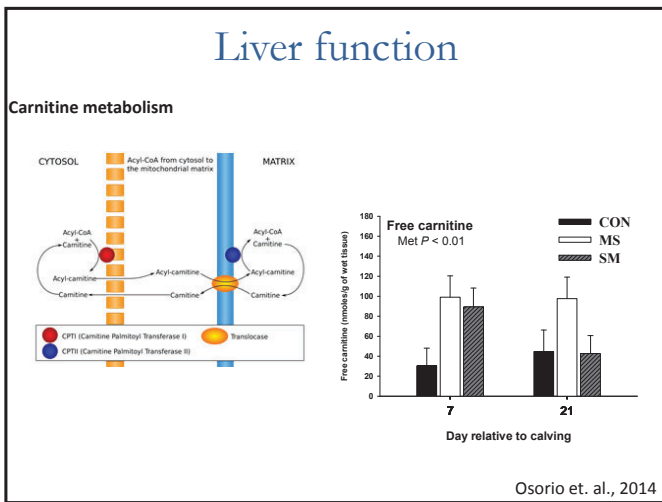 Liver function
Carnitine metabolism
CYTOSOL
Acyl-CoA from cytosol to
the mitochondrial matrix
MATRIX
Acyl-CoA
+
Carnitine
Acyl-carnitine
Carnitine
Acyl-carnitine
Carnitine
Acyl-CoA
+
Carnitine
Acyl-carnitine
Carnitine
CPTI (Carnitine Palmitoyl Transferase I)
CPTII (Carnitine Palmitoyl Transferase II)
Translocase
Free carnitine (nmoles/g of wet tissue)
180
160
140
120
100
80
60
40
20
0
Free carnitine
Met P < 0.01
CON
MS
SM
7
21
Day relative to calving
Osorio et. al., 2014